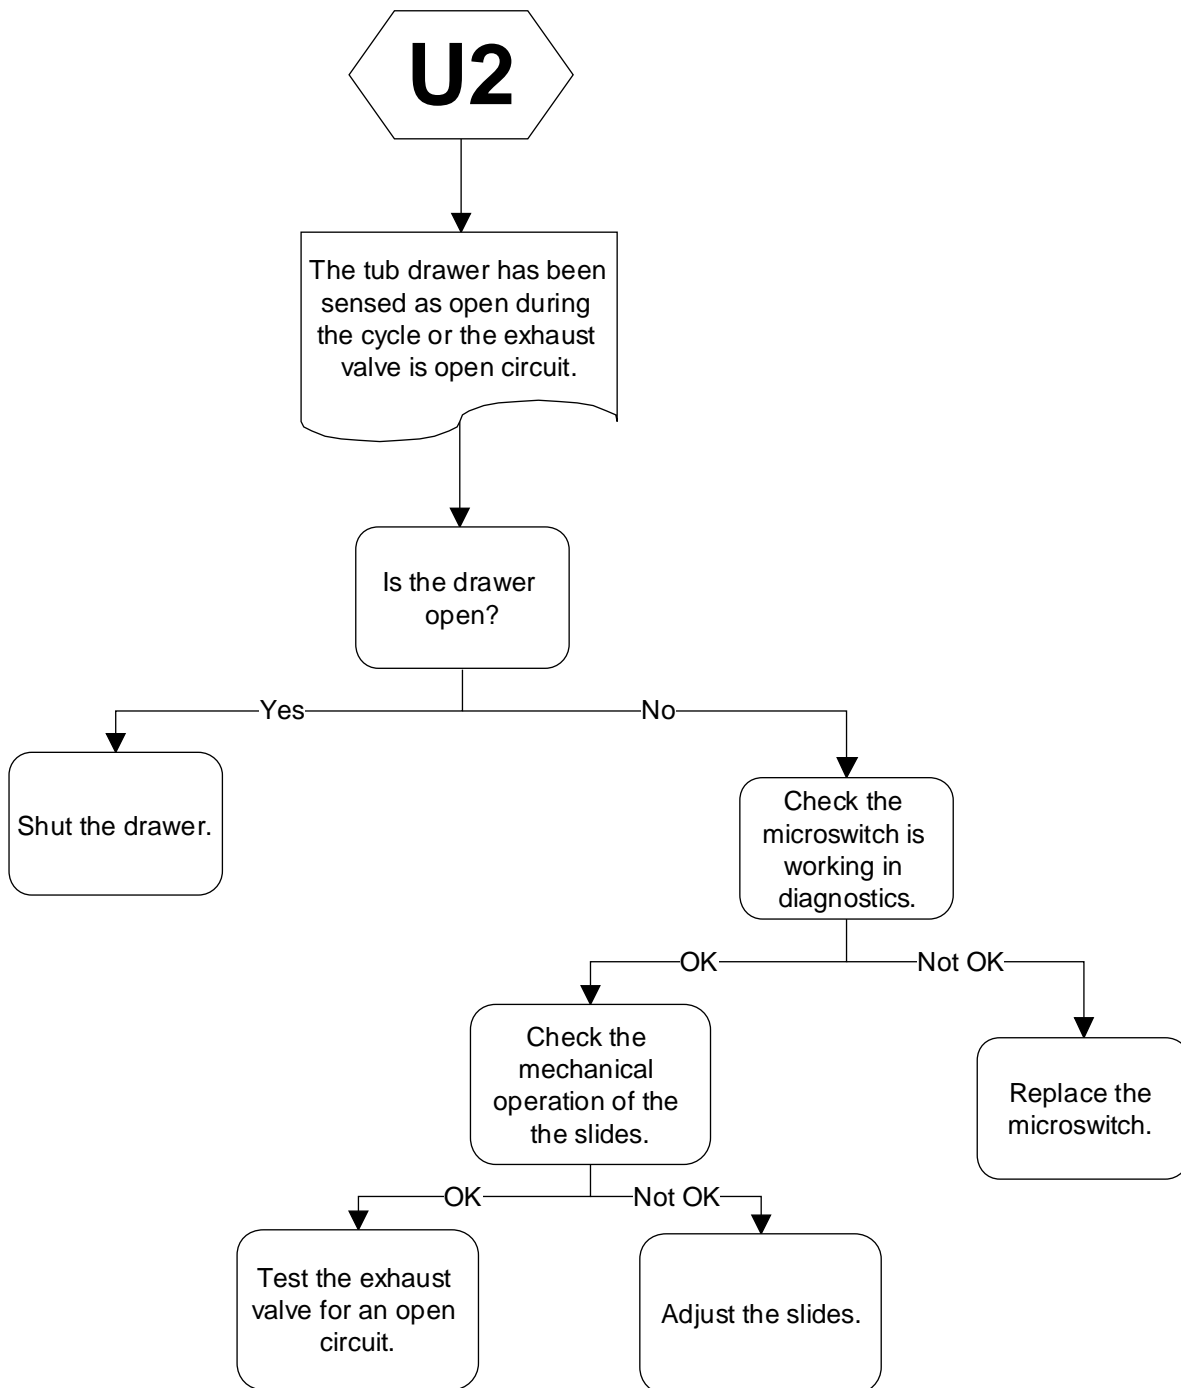 U2
The tub drawer has been
sensed as open during
the cycle or the exhaust
valve is open circuit.
Is the drawer
open?
Yes
No
Shut the drawer.
Check the
microswitch is
working in
diagnostics.
OK
Not OK
Check the
mechanical
operation of the
the slides.
Replace the
microswitch.
OK
Not OK
Test the exhaust
valve for an open
circuit.
Adjust the slides.